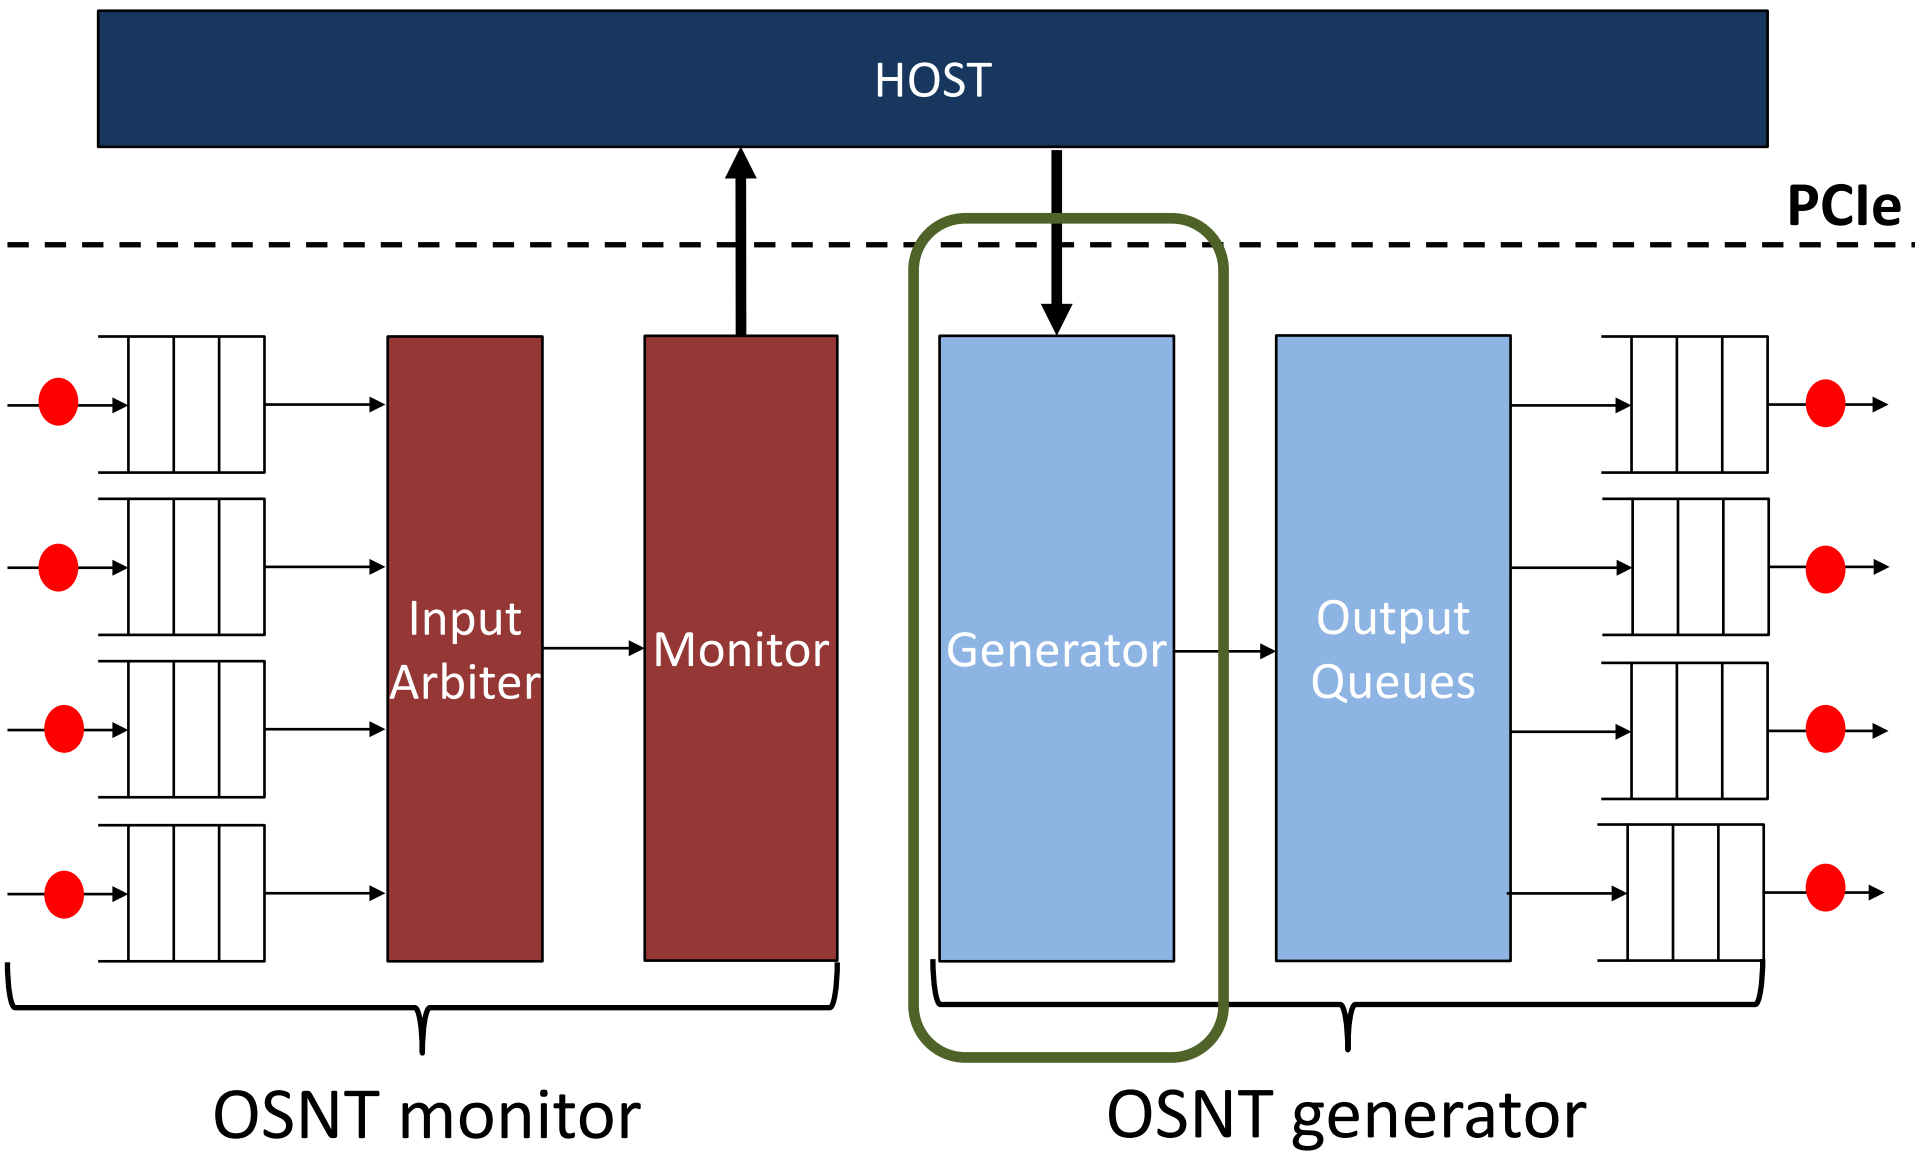 HOST
PCIe
Input
Arbiter
Monitor
Generator
Output
Queues
OSNT monitor
OSNT generator